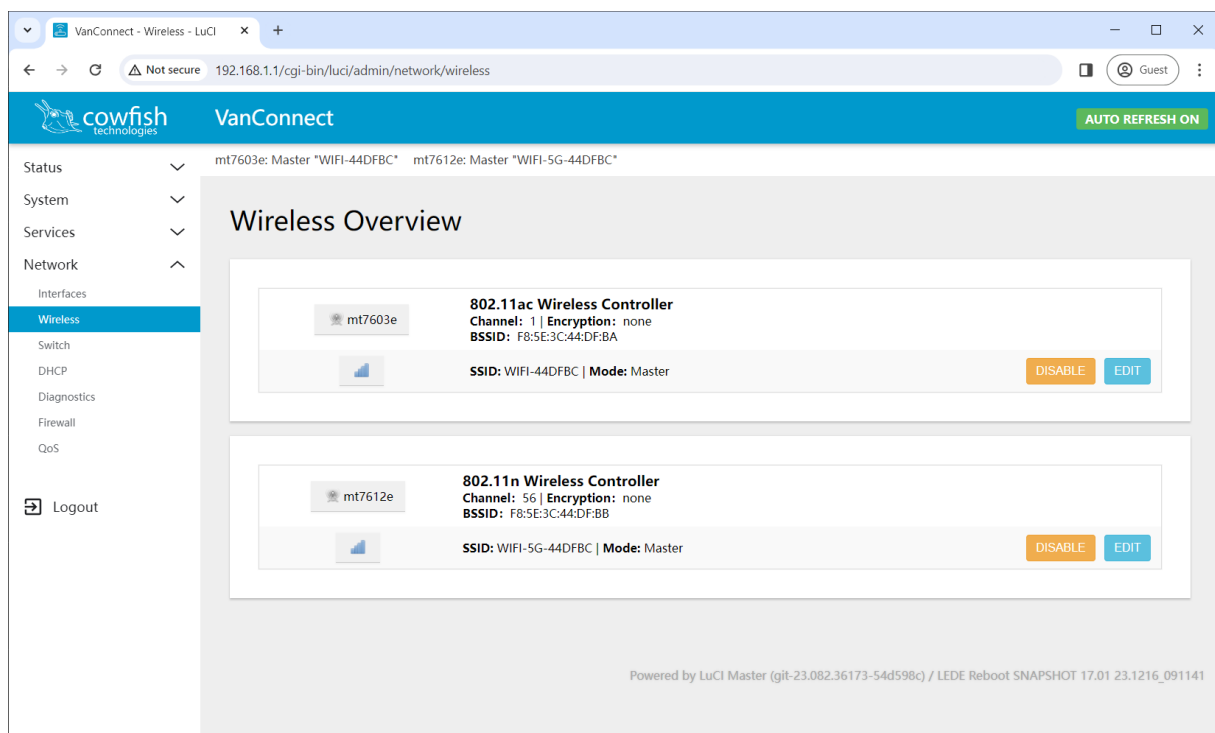 VanConnect - Wireless - LuCI
Not secure 192.168.1.1/cgi-bin/luci/admin/network/wireless Guest
cowfish
technologies
VanConnect
AUTO REFRESH ON
mt7603e: Master "WIFI-44DFBC" mt7612e: Master "WIFI-5G-44DFBC"
Status
System
Services
Network
Interfaces
Wireless
Switch
DHCP
Diagnostics
Firewall
QoS
Logout
Wireless Overview
mt7603e
802.11ac Wireless Controller
Channel: 1 | Encryption: none
BSSID: F8:5E:3C:44:DF:BA
SSID: WIFI-44DFBC | Mode: Master
DISABLE EDIT
mt7612e
802.11n Wireless Controller
Channel: 56 | Encryption: none
BSSID: F8:5E:3C:44:DF:BB
SSID: WIFI-5G-44DFBC | Mode: Master
DISABLE EDIT
Powered by LuCI Master (git-23.082.36173-54d598c) / LEDE Reboot SNAPSHOT 17.01 23.1216_091141